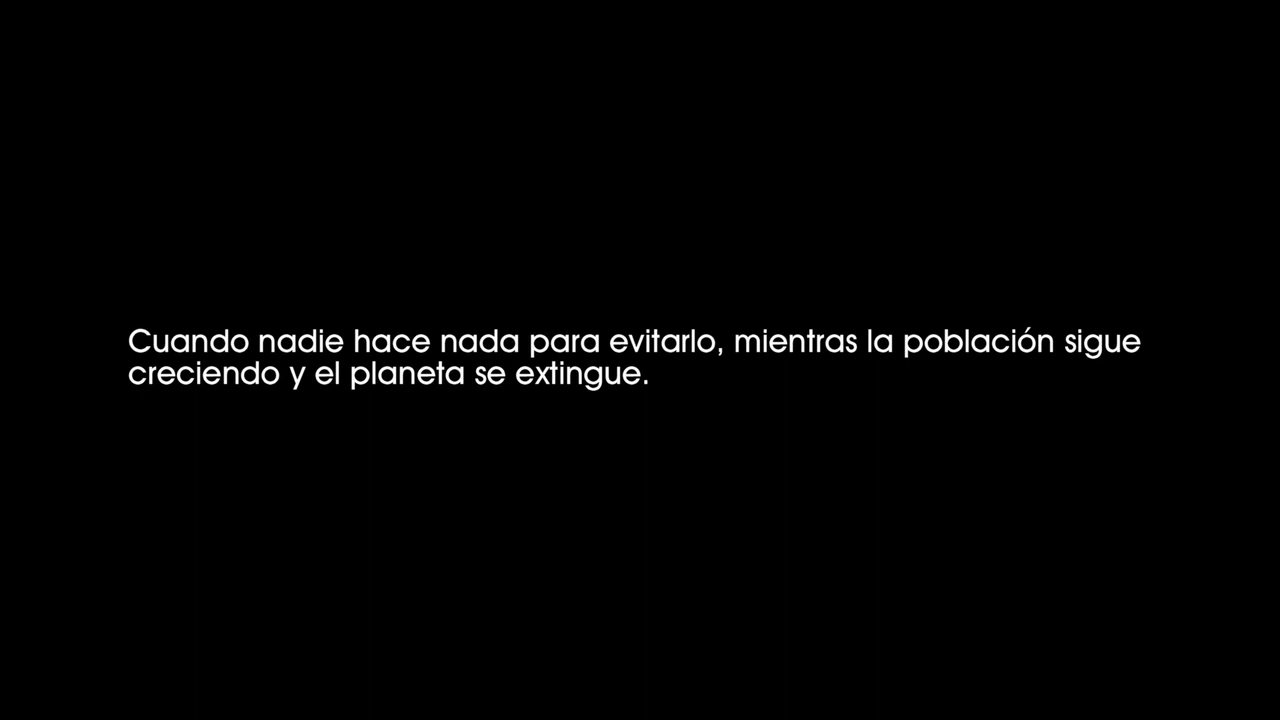 Cuando nadie hace nada para evitarlo, mientras la población sigue
creciendo y el planeta se extingue.